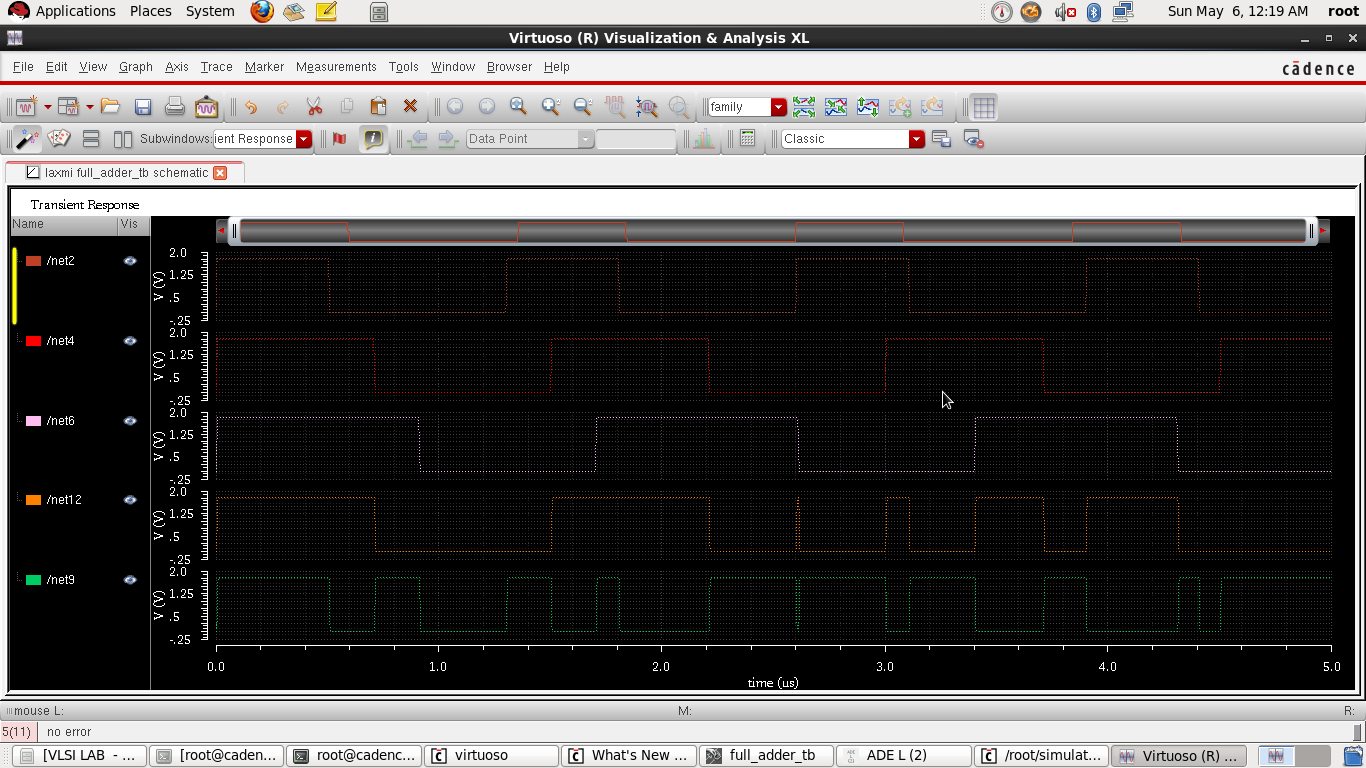 Applications Places System Sun May 6, 12:19 AM root
Virtuoso (R) Visualization & Analysis XL
File Edit View Graph Axis Trace Marker Measurements Tools Window Browser Help cādence
family
Subwindows: ient Response Data Point Classic
laxmi full_adder_tb schematic
Transient Response
Name Vis
/net2 V (V) 2.0 1.25 .5 -.25
/net4 V (V) 2.0 1.25 .5 -.25
/net6 V (V) 2.0 1.25 .5 -.25
/net12 V (V) 2.0 1.25 .5 -.25
/net9 V (V) 2.0 1.25 .5 -.25
0.0 1.0 2.0 3.0 4.0 5.0
time (us)
mouse L: M: R:
5(11) no error
[VLSI LAB - ... [root@caden... root@cadenc... virtuoso What's New ... full_adder_tb ADE L (2) /root/simulat... Virtuoso (R) ...